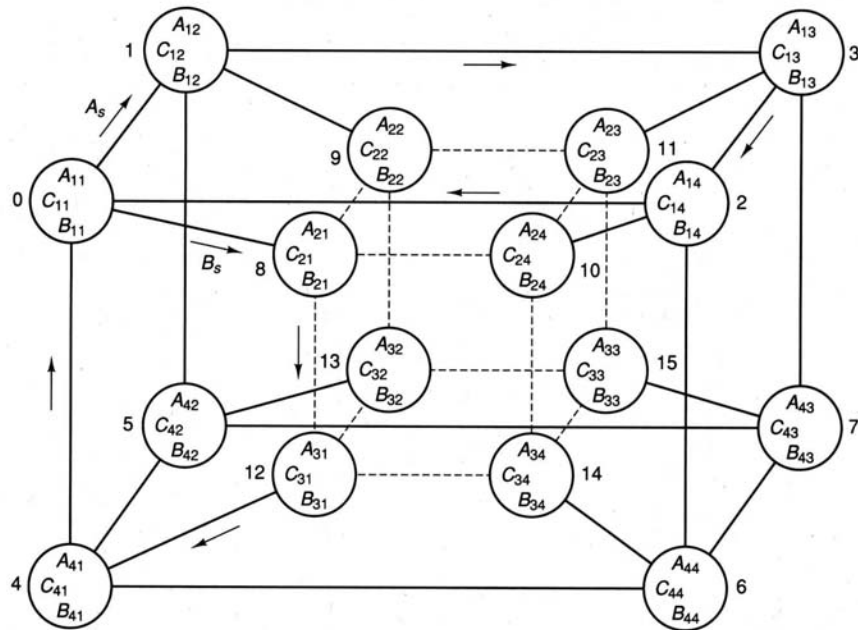 A12
1 C12
B12
A13
C13 3
B13
As
A22
9 C22
B22
A23
C23 11
B23
A11
0 C11
B11
A14
C14 2
B14
Bs
A21
8 C21
B21
A24
C24 10
B24
A32
13 C32
B32
A33
C33 15
B33
A42
5 C42
B42
A43
C43 7
B43
A31
12 C31
B31
A34
C34 14
B34
A41
4 C41
B41
A44
C44 6
B44